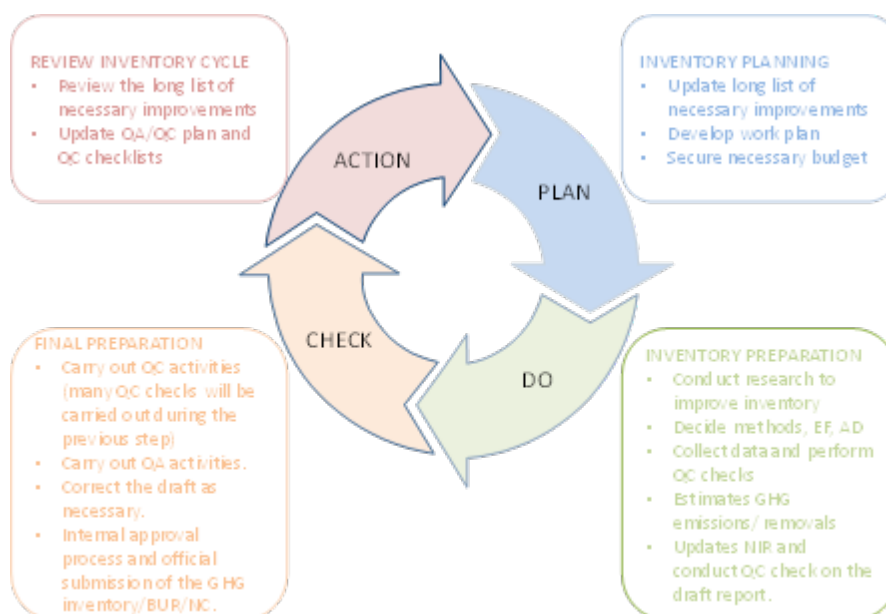 REVIEW INVENTORY CYCLE
• Review the long list of
necessary improvements
• Update QA/QC plan and
QC checklists
INVENTORY PLANNING
• Update long list of
necessary improvements
• Develop work plan
• Secure necessary budget
ACTION
PLAN
CHECK
DO
FINAL PREPARATION
• Carry out QC activities
(many QC checks will be
carried out during the
previous step)
• Carry out QA activities.
• Correct the draft as
necessary.
• Internal approval
process and official
submission of the GHG
inventory/BUR/NC.
INVENTORY PREPARATION
• Conduct research to
improve inventory
• Decide methods, EF, AD
• Collect data and perform
QC checks
• Estimates GHG
emissions/ removals
• Updates NIR and
conduct QC check on the
draft report.